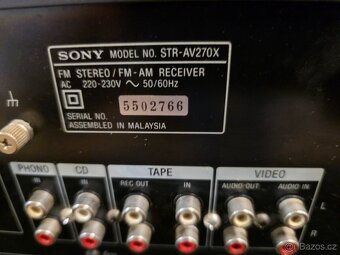 SONY MODEL NO. STR-AV270X
FM STEREO/FM-AM RECEIVER
AC 220-230V ~ 50/60Hz
5502766
SERIAL NO.
ASSEMBLED IN MALAYSIA
PHONO CD TAPE VIDEO
IN IN REC OUT IN AUDIO OUT AUDIO IN
L
R
Bazoš.cz